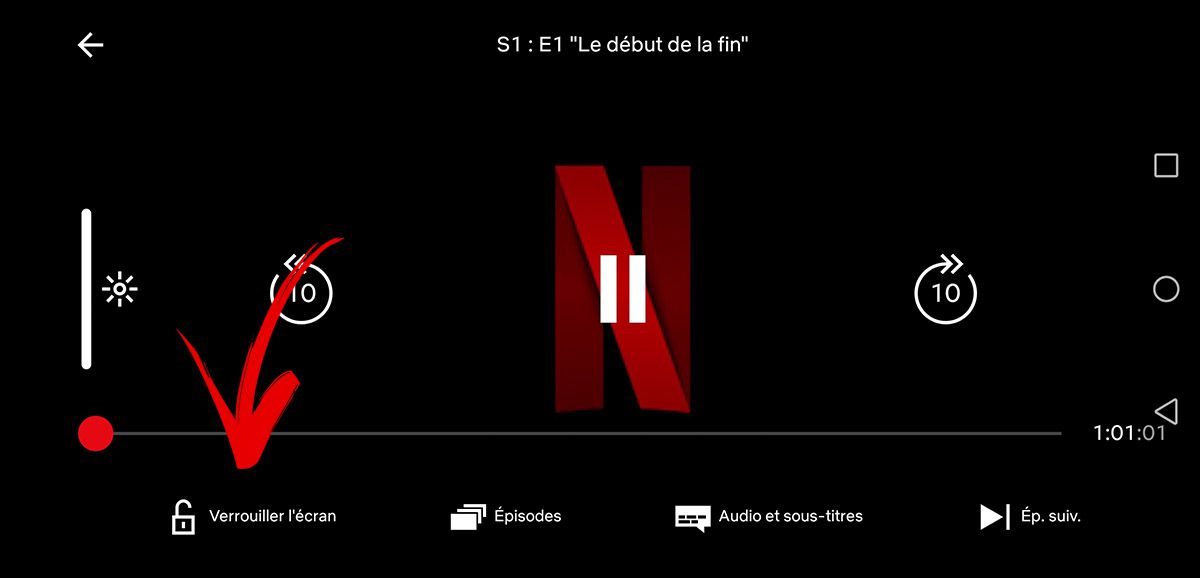 S1 : E1 "Le début de la fin"
10
10
1:01:01
Verrouiller l'écran
Épisodes
Audio et sous-titres
Ép. suiv.